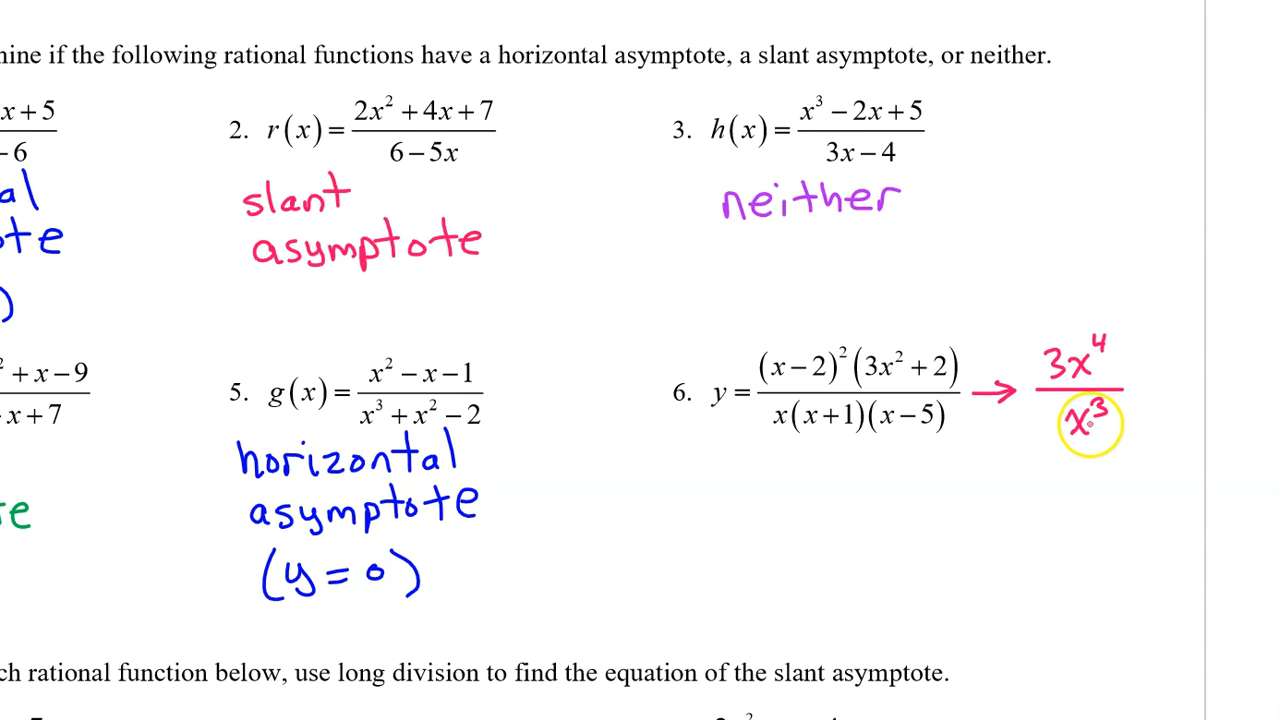 nine if the following rational functions have a horizontal asymptote, a slant asymptote, or neither.
x + 5
- 6
al
ote
)
2. r(x) = (2x² + 4x + 7)/(6 − 5x)
slant
asymptote
3. h(x) = (x³ − 2x + 5)/(3x − 4)
neither
² + x − 9
x + 7
te
5. g(x) = (x² − x − 1)/(x³ + x² − 2)
horizontal
asymptote
(y = 0)
6. y = ((x − 2)²(3x² + 2))/(x(x + 1)(x − 5)) → 3x⁴/x³
ch rational function below, use long division to find the equation of the slant asymptote.